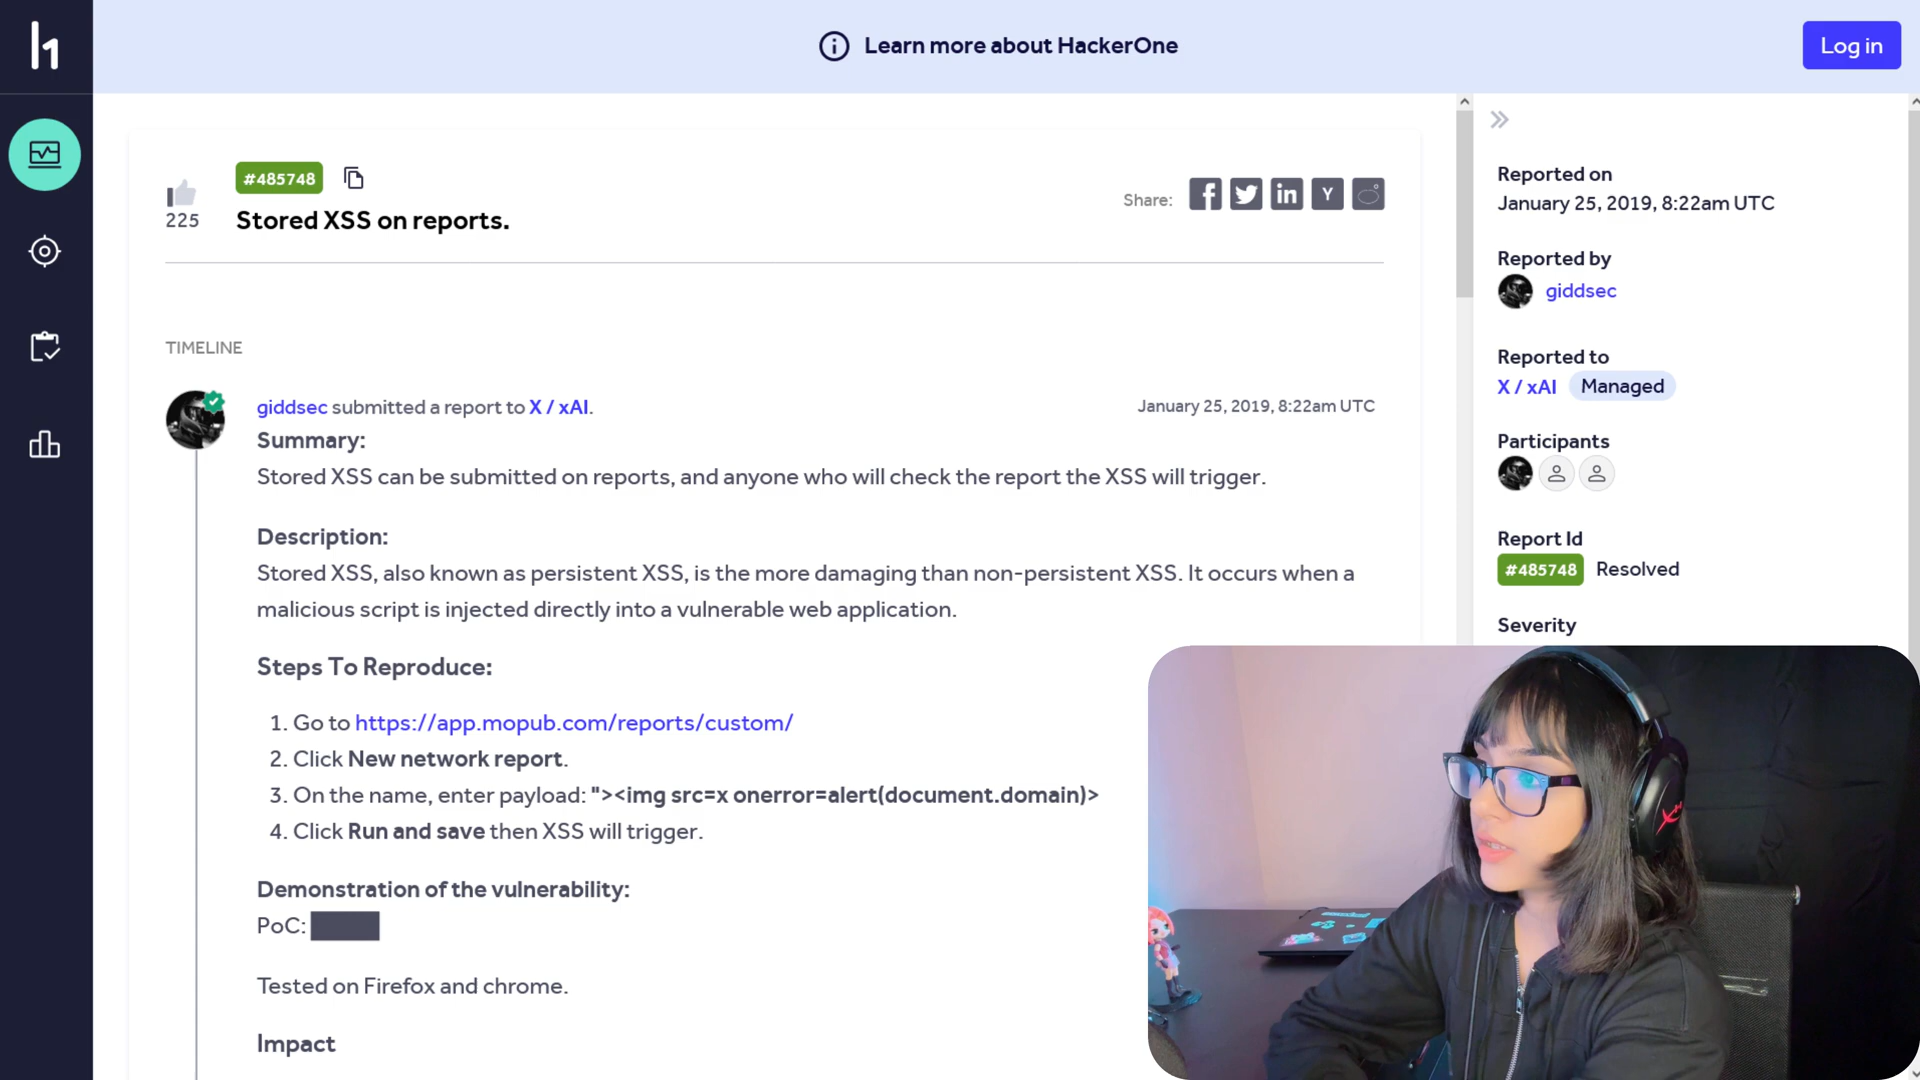 h1
Learn more about HackerOne
Log in
#485748
225
Stored XSS on reports.
Share:
TIMELINE
giddsec submitted a report to X / xAI.
January 25, 2019, 8:22am UTC
Summary:
Stored XSS can be submitted on reports, and anyone who will check the report the XSS will trigger.
Description:
Stored XSS, also known as persistent XSS, is the more damaging than non-persistent XSS. It occurs when a
malicious script is injected directly into a vulnerable web application.
Steps To Reproduce:
1. Go to https://app.mopub.com/reports/custom/
2. Click New network report.
3. On the name, enter payload: "><img src=x onerror=alert(document.domain)>
4. Click Run and save then XSS will trigger.
Demonstration of the vulnerability:
PoC:
Tested on Firefox and chrome.
Impact
Reported on
January 25, 2019, 8:22am UTC
Reported by
giddsec
Reported to
X / xAI Managed
Participants
Report Id
#485748 Resolved
Severity